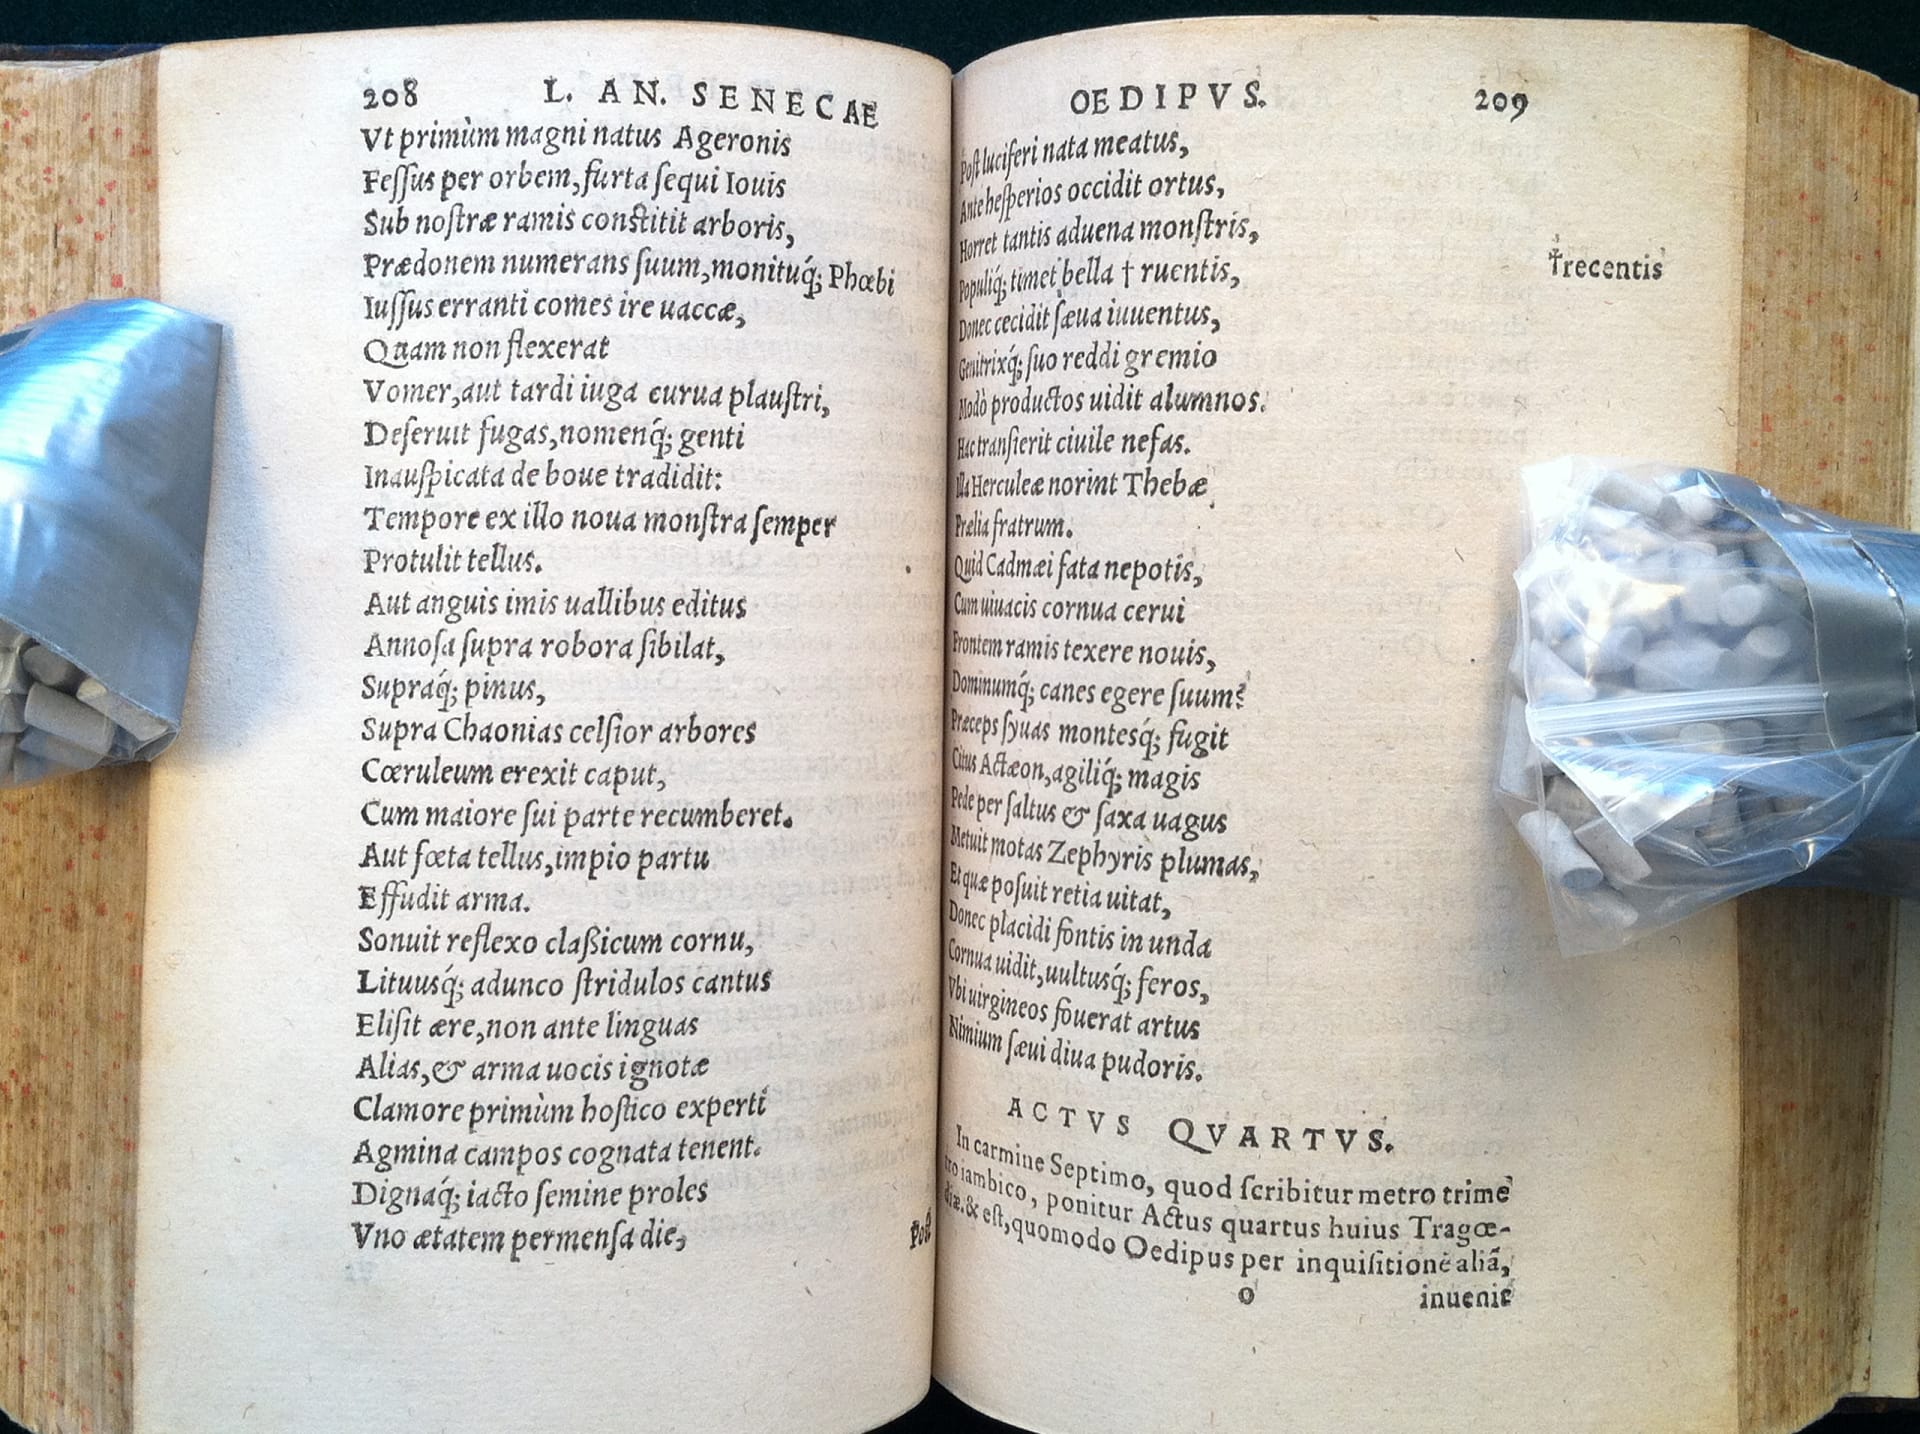 208 L. AN. SENECAE
Vt primùm magni natus Ageronis
Feſſus per orbem, furta ſequi Iouis
Sub noſtræ ramis conſtitit arboris,
Prædonem numerans ſuum, monituq́; Phœbi
Iuſſus erranti comes ire uaccæ,
Quam non flexerat
Vomer, aut tardi iuga curua plauſtri,
Deſeruit fugas, nomenq́; genti
Inauſpicata de boue tradidit:
Tempore ex illo noua monſtra ſemper
Protulit tellus.
Aut anguis imis uallibus editus
Annoſa ſupra robora ſibilat,
Supraq́; pinus,
Supra Chaonias celſior arbores
Cœruleum erexit caput,
Cum maiore ſui parte recumberet.
Aut fœta tellus, impio partu
Effudit arma.
Sonuit reflexo claßicum cornu,
Lituusq́; adunco ſtridulos cantus
Eliſit ære, non ante linguas
Alias, & arma uocis ignotæ
Clamore primùm hoſtico experti
Agmina campos cognata tenent.
Dignaq́; iacto ſemine proles
Vno ætatem permenſa die,
Poſt
OEDIPVS. 209
Poſt luciferi nata meatus,
Ante heſperios occidit ortus,
Horret tantis aduena monſtris,
Populiq́; timet bella † ruentis,
†recentis
Donec cecidit ſæua iuuentus,
Genitrixq́; ſuo reddi gremio
Modò productos uidit alumnos.
Hac tranſierit ciuile nefas.
Illa Herculeæ norint Thebæ
Prælia fratrum.
Quid Cadmæi fata nepotis,
Cum uiuacis cornua cerui
Frontem ramis texere nouis,
Dominumq́; canes egere ſuum?
Præceps ſyuas montesq́; fugit
Citus Actæon, agiliq́; magis
Pede per ſaltus & ſaxa uagus
Metuit motas Zephyris plumas,
Et quæ poſuit retia uitat,
Donec placidi fontis in unda
Cornua uidit, uultusq́; feros,
Vbi uirgineos fouerat artus
Nimium ſæui diua pudoris.
ACTVS QVARTVS.
In carmine Septimo, quod ſcribitur metro trime
tro iambico, ponitur Actus quartus huius Tragœ-
diæ. & eſt, quomodo Oedipus per inquiſitionē aliā,
o inuenit